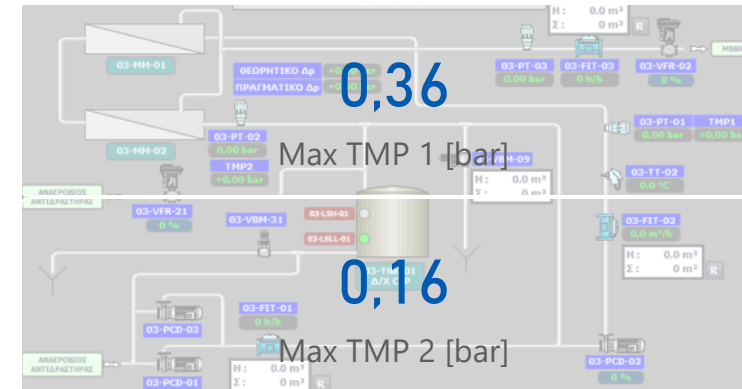 H: 0.0 m³
Σ: 0 m³ R
03-MM-01
ΘΕΩΡΗΤΙΚΟ Δp
ΠΡΑΓΜΑΤΙΚΟ Δp
0,36
03-PT-03 03-FIT-03 03-VFR-02
0,00 bar 0 lt/h 0 %
03-MM-02
03-PT-02
0,00 bar
TMP2
+0,00 bar
Max TMP 1 [bar]
03-PT-01 TMP1
0,00 bar
H: 0.0 m³
Σ: 0 m³
03-TT-02
0,0 °C
ΑΝΑΕΡΟΒΙΟΣ
ΑΝΤΙΔΡΑΣΤΗΡΑΣ
03-VFR-21
0 %
03-VBM-31
03-LSH-01
03-LSLL-01
03-FIT-02
0,0 m³/h
H: 0.0 m³
Σ: 0 m³ R
0,16
03-FIT-01
0 lt/h
03-PCD-03
Max TMP 2 [bar]
ΑΝΑΕΡΟΒΙΟΣ
ΑΝΤΙΔΡΑΣΤΗΡΑΣ
03-PCD-01
H: 0.0 m³
Σ: 0 m³ R
03-PCD-02
0 %